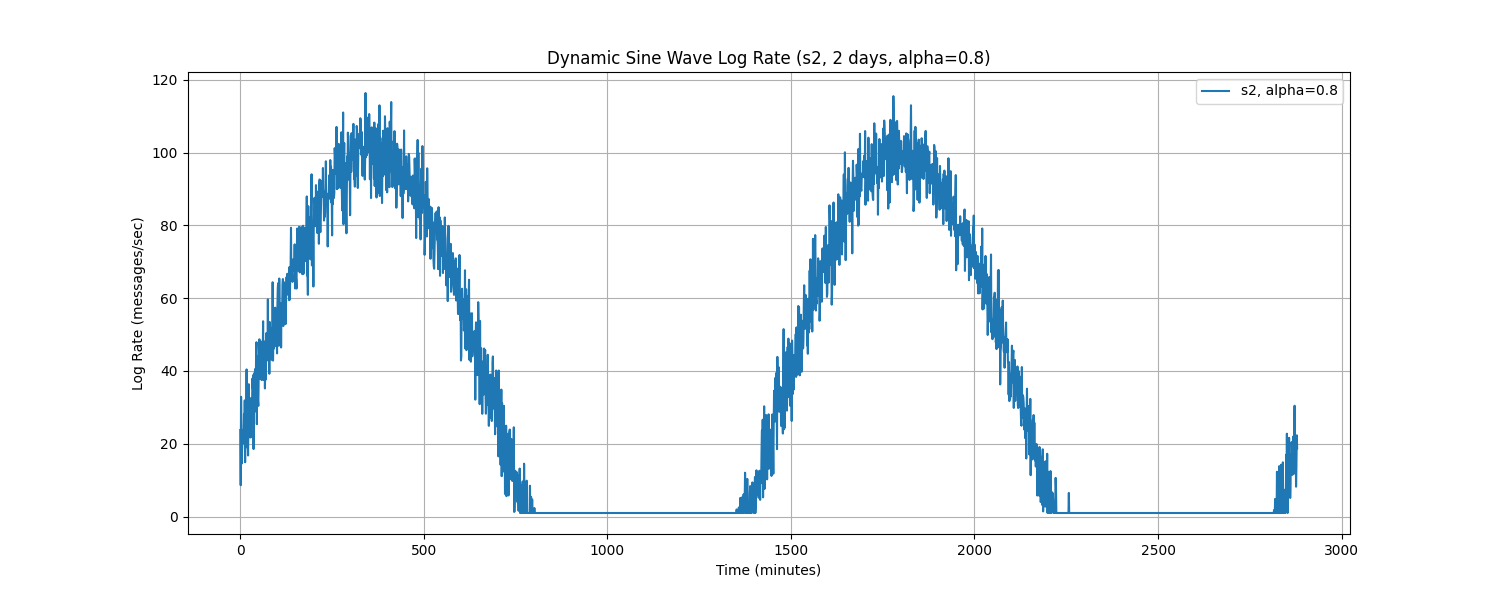 Dynamic Sine Wave Log Rate (s2, 2 days, alpha=0.8)
s2, alpha=0.8
Log Rate (messages/sec)
120
100
80
60
40
20
0
0 500 1000 1500 2000 2500 3000
Time (minutes)